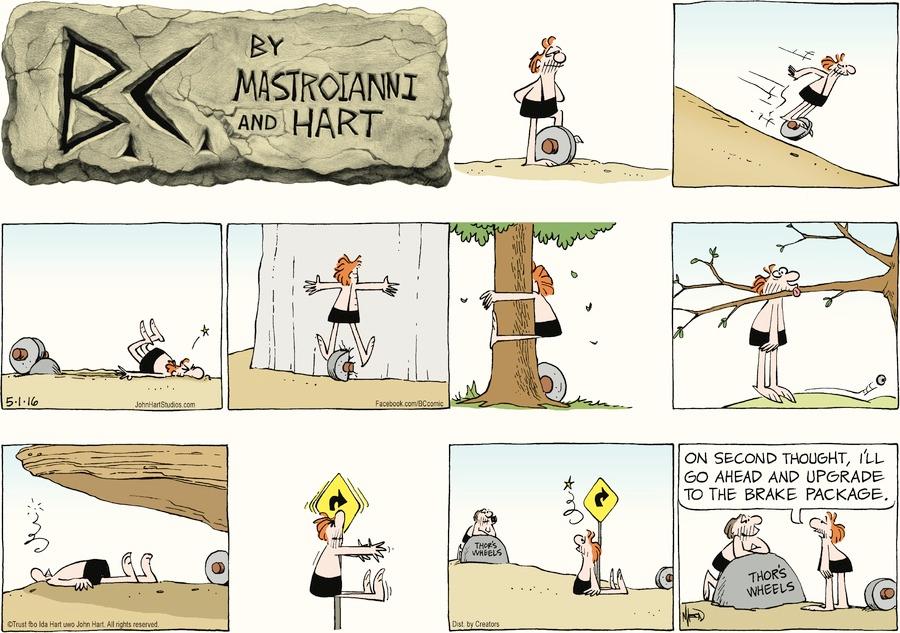 B.C.
BY
MASTROIANNI
AND HART
5·1·16
JohnHartStudios.com
Facebook.com/BCcomic
©Trust fbo Ida Hart uwo John Hart. All rights reserved.
THOR'S
WHEELS
Dist. by Creators
ON SECOND THOUGHT, I'LL
GO AHEAD AND UPGRADE
TO THE BRAKE PACKAGE.
THOR'S
WHEELS